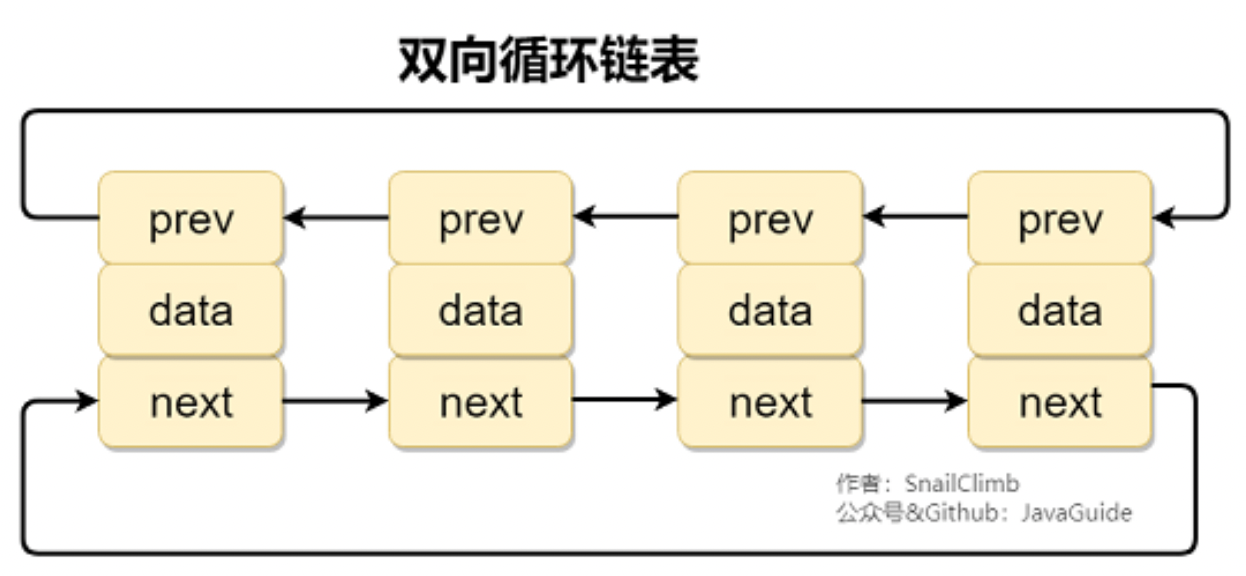 双向循环链表
prev prev prev prev
data data data data
next next next next
作者：SnailClimb
公众号&Github：JavaGuide